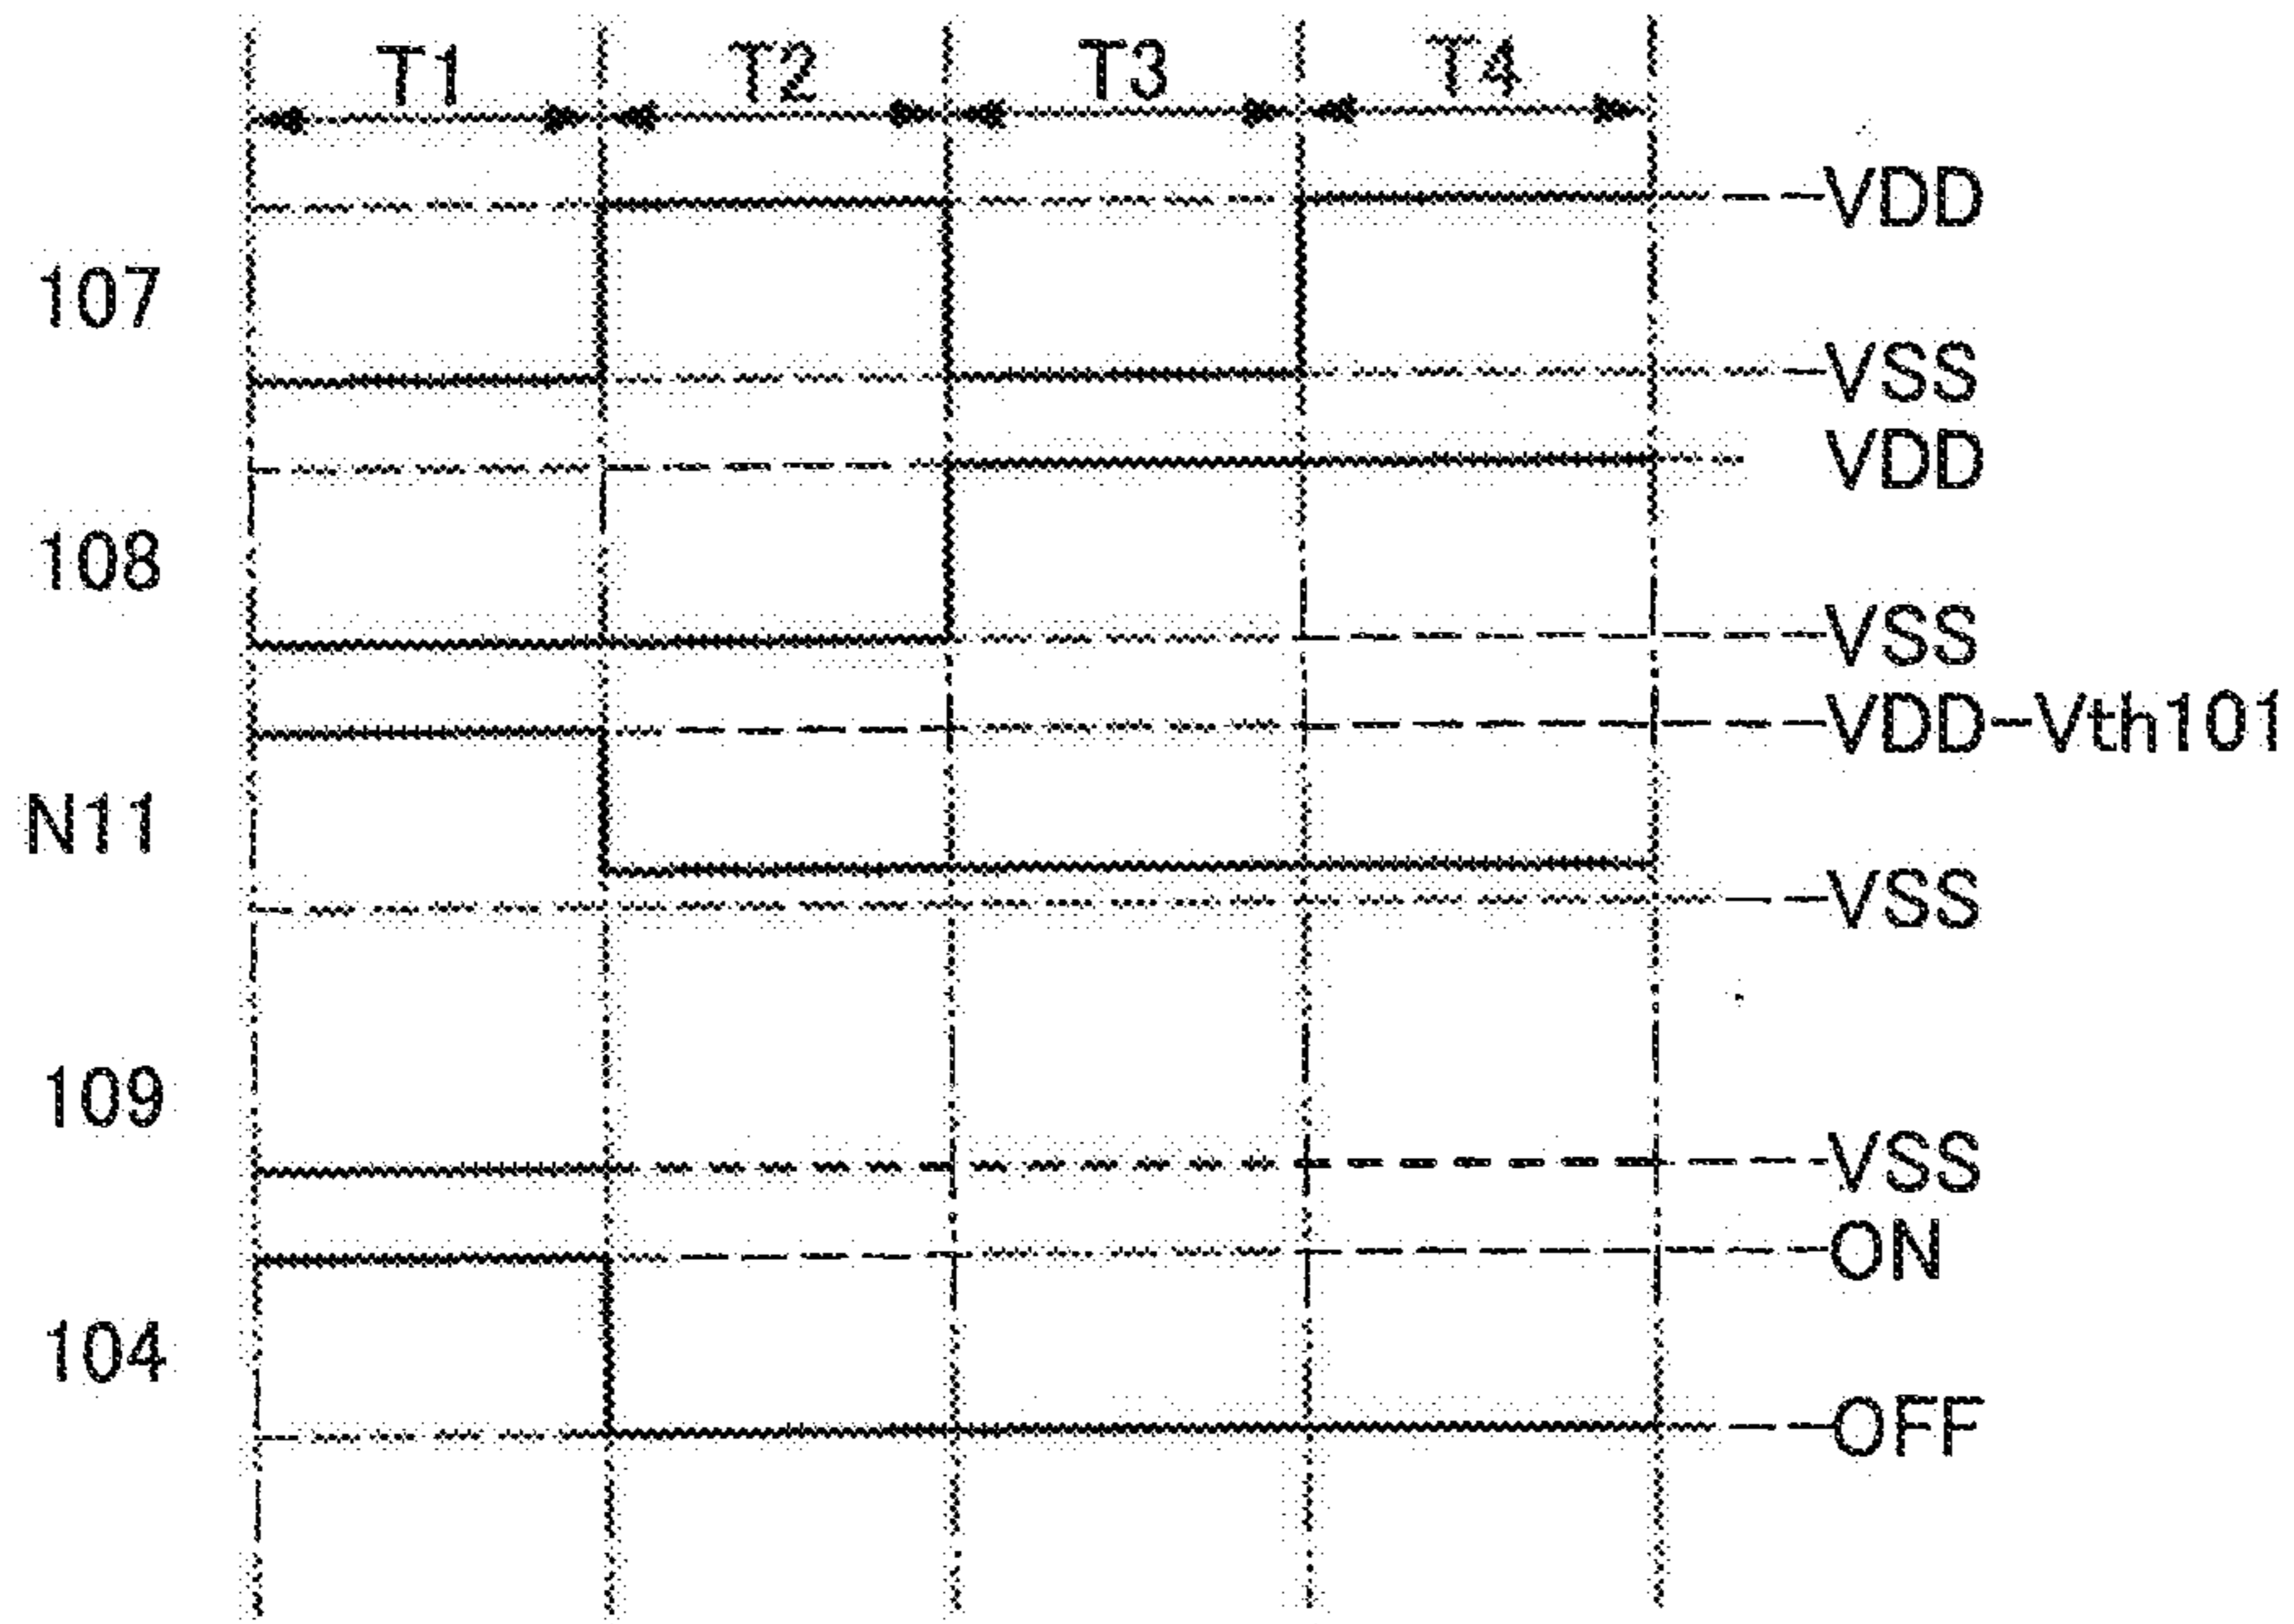 T1 T2 T3 T4
VDD
107
VSS
VDD
108
VSS
VDD-Vth101
N11
VSS
109
VSS
ON
104
OFF